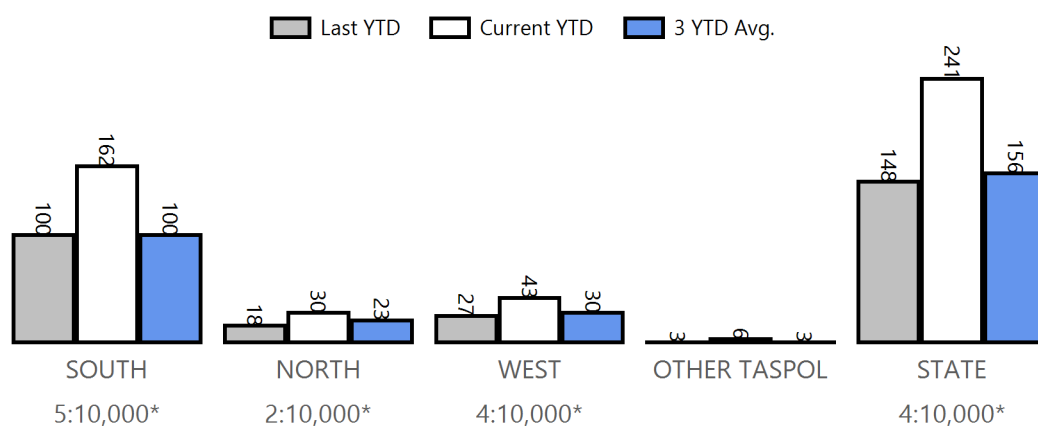 Last YTD
Current YTD
3 YTD Avg.
100
162
100
18
30
23
27
43
30
3
6
3
148
241
156
SOUTH
NORTH
WEST
OTHER TASPOL
STATE
5:10,000*
2:10,000*
4:10,000*
4:10,000*